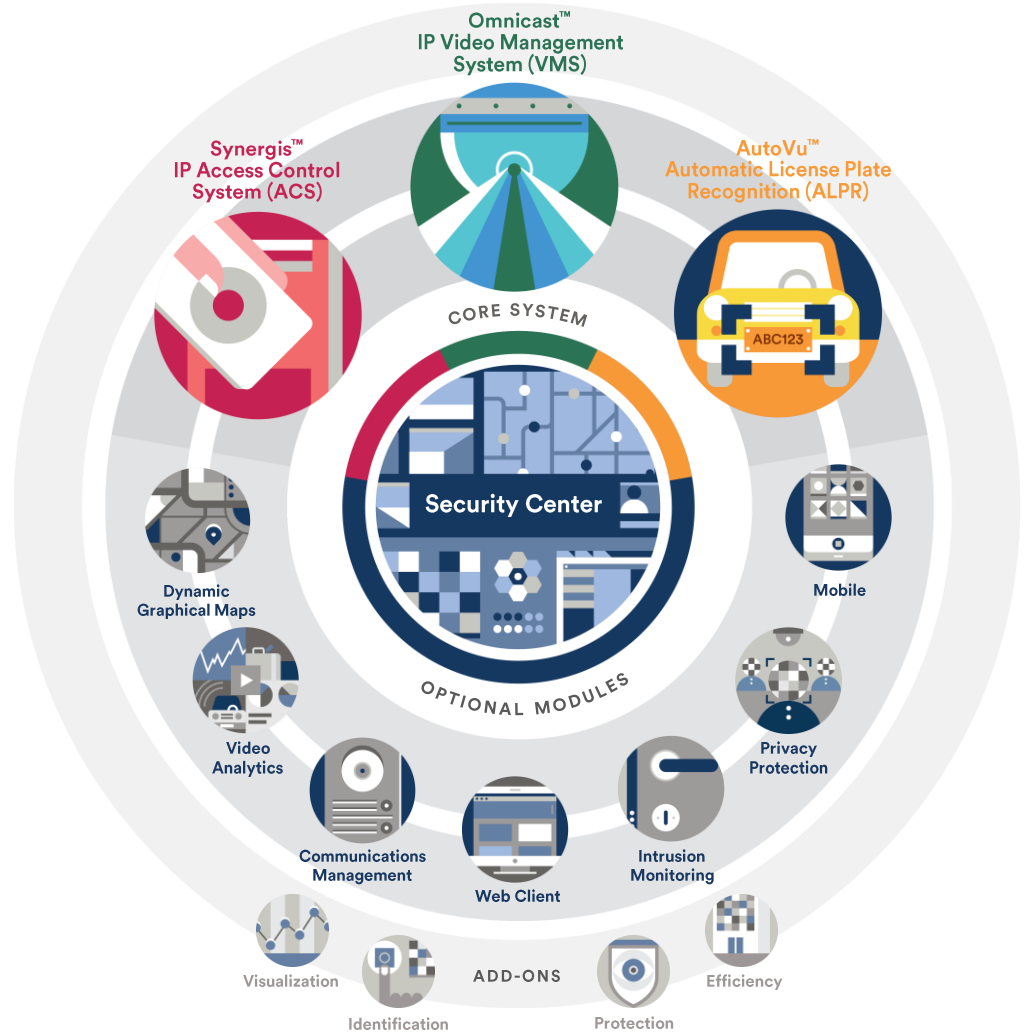 Omnicast™
IP Video Management
System (VMS)
Synergis™
IP Access Control
System (ACS)
AutoVu™
Automatic License Plate
Recognition (ALPR)
ABC123
CORE SYSTEM
Security Center
OPTIONAL MODULES
Dynamic
Graphical Maps
Mobile
Video
Analytics
Privacy
Protection
Communications
Management
Intrusion
Monitoring
Web Client
Visualization
ADD-ONS
Efficiency
Identification
Protection